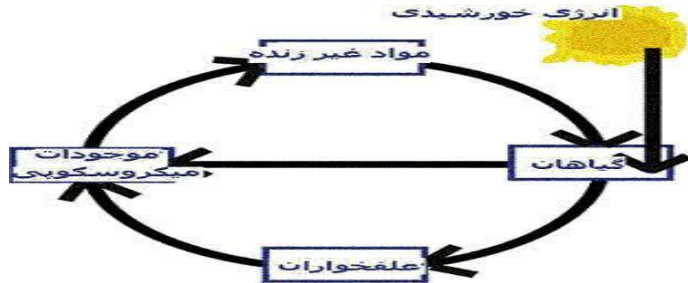 انرژی خورشیدی
مواد غیر زنده
گیاهان
موجودات
میکروسکوپی
علفخواران